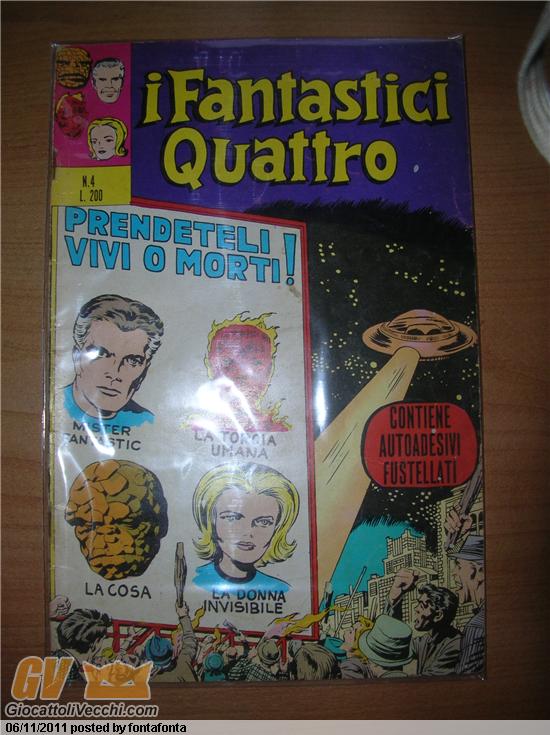 i Fantastici
Quattro
N.4
L. 200
PRENDETELI
VIVI O MORTI!
MISTER
FANTASTIC
LA TORCIA
UMANA
LA COSA
LA DONNA
INVISIBILE
CONTIENE
AUTOADESIVI
FUSTELLATI
GV
GiocattoliVecchi.com
06/11/2011 posted by fontafonta